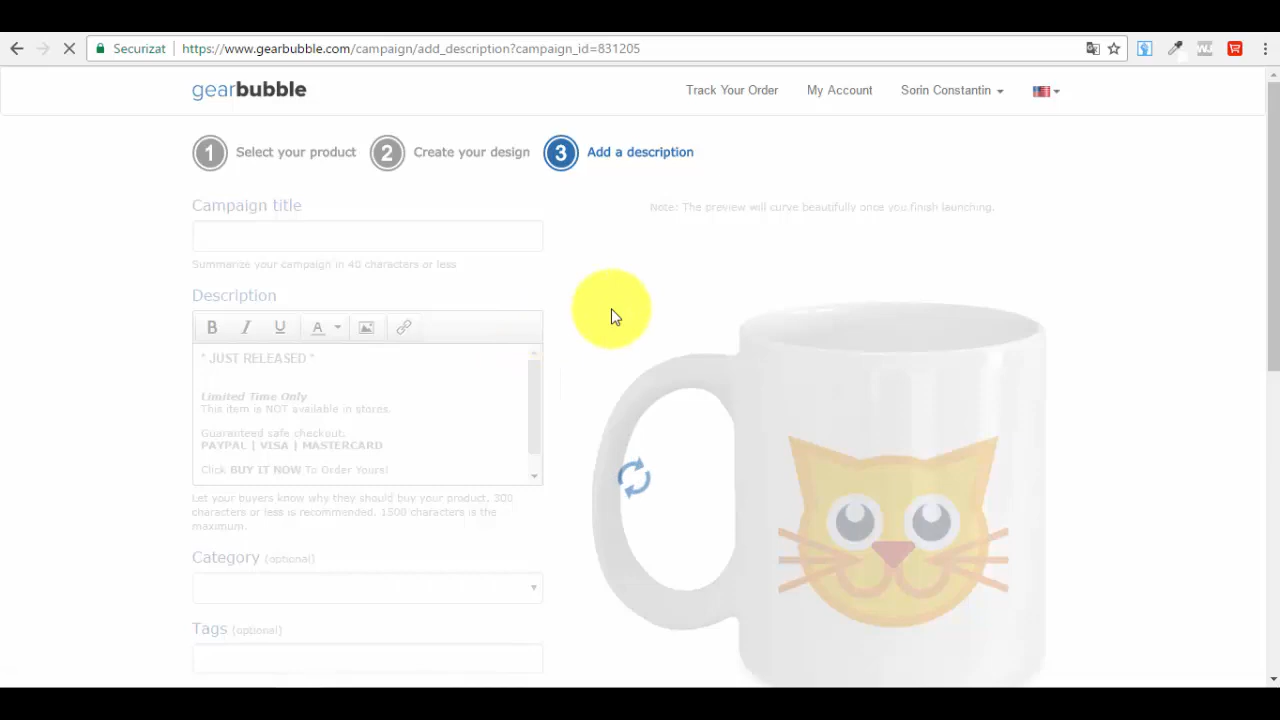 Securizat
https://www.gearbubble.com/campaign/add_description?campaign_id=831205
gearbubble
Track Your Order
My Account
Sorin Constantin
1 Select your product
2 Create your design
3 Add a description
Campaign title
Summarize your campaign in 40 characters or less
Note: The preview will curve beautifully once you finish launching.
Description
B I U A
* JUST RELEASED *
Limited Time Only
This item is NOT available in stores.
Guaranteed safe checkout:
PAYPAL | VISA | MASTERCARD
Click BUY IT NOW To Order Yours!
Let your buyers know why they should buy your product. 300
characters or less is recommended. 1500 characters is the
maximum.
Category (optional)
Tags (optional)